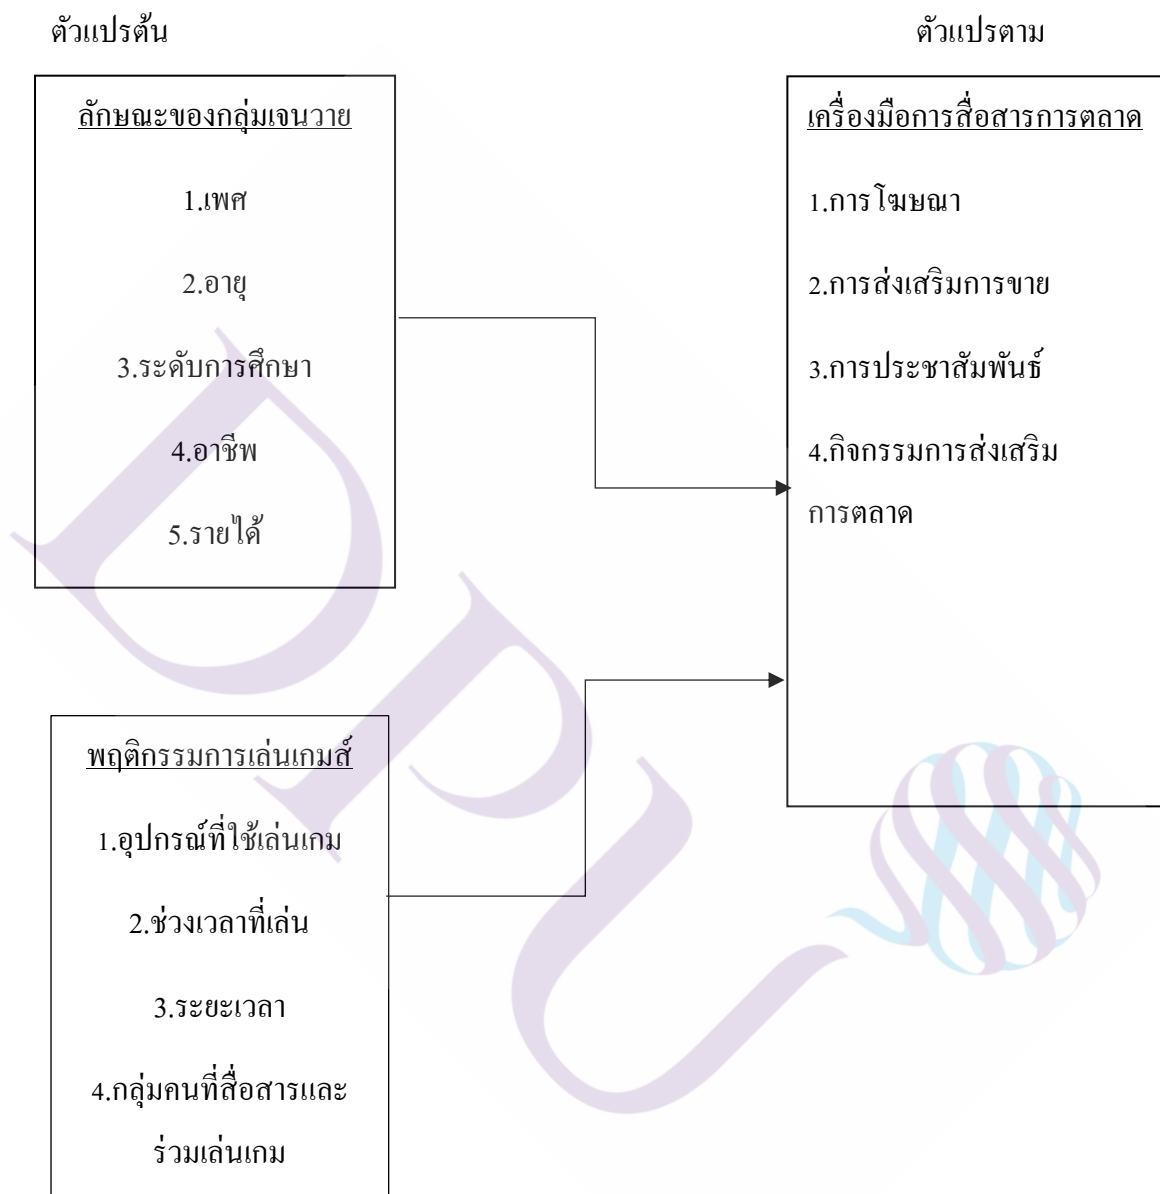 ตัวแปรต้น
ตัวแปรตาม
ลักษณะของกลุ่มเจนวาย
1.เพศ
2.อายุ
3.ระดับการศึกษา
4.อาชีพ
5.รายได้
พฤติกรรมการเล่นเกมส์
1.อุปกรณ์ที่ใช้เล่นเกม
2.ช่วงเวลาที่เล่น
3.ระยะเวลา
4.กลุ่มคนที่สื่อสารและ
ร่วมเล่นเกม
เครื่องมือการสื่อสารการตลาด
1.การโฆษณา
2.การส่งเสริมการขาย
3.การประชาสัมพันธ์
4.กิจกรรมการส่งเสริม
การตลาด
DPU